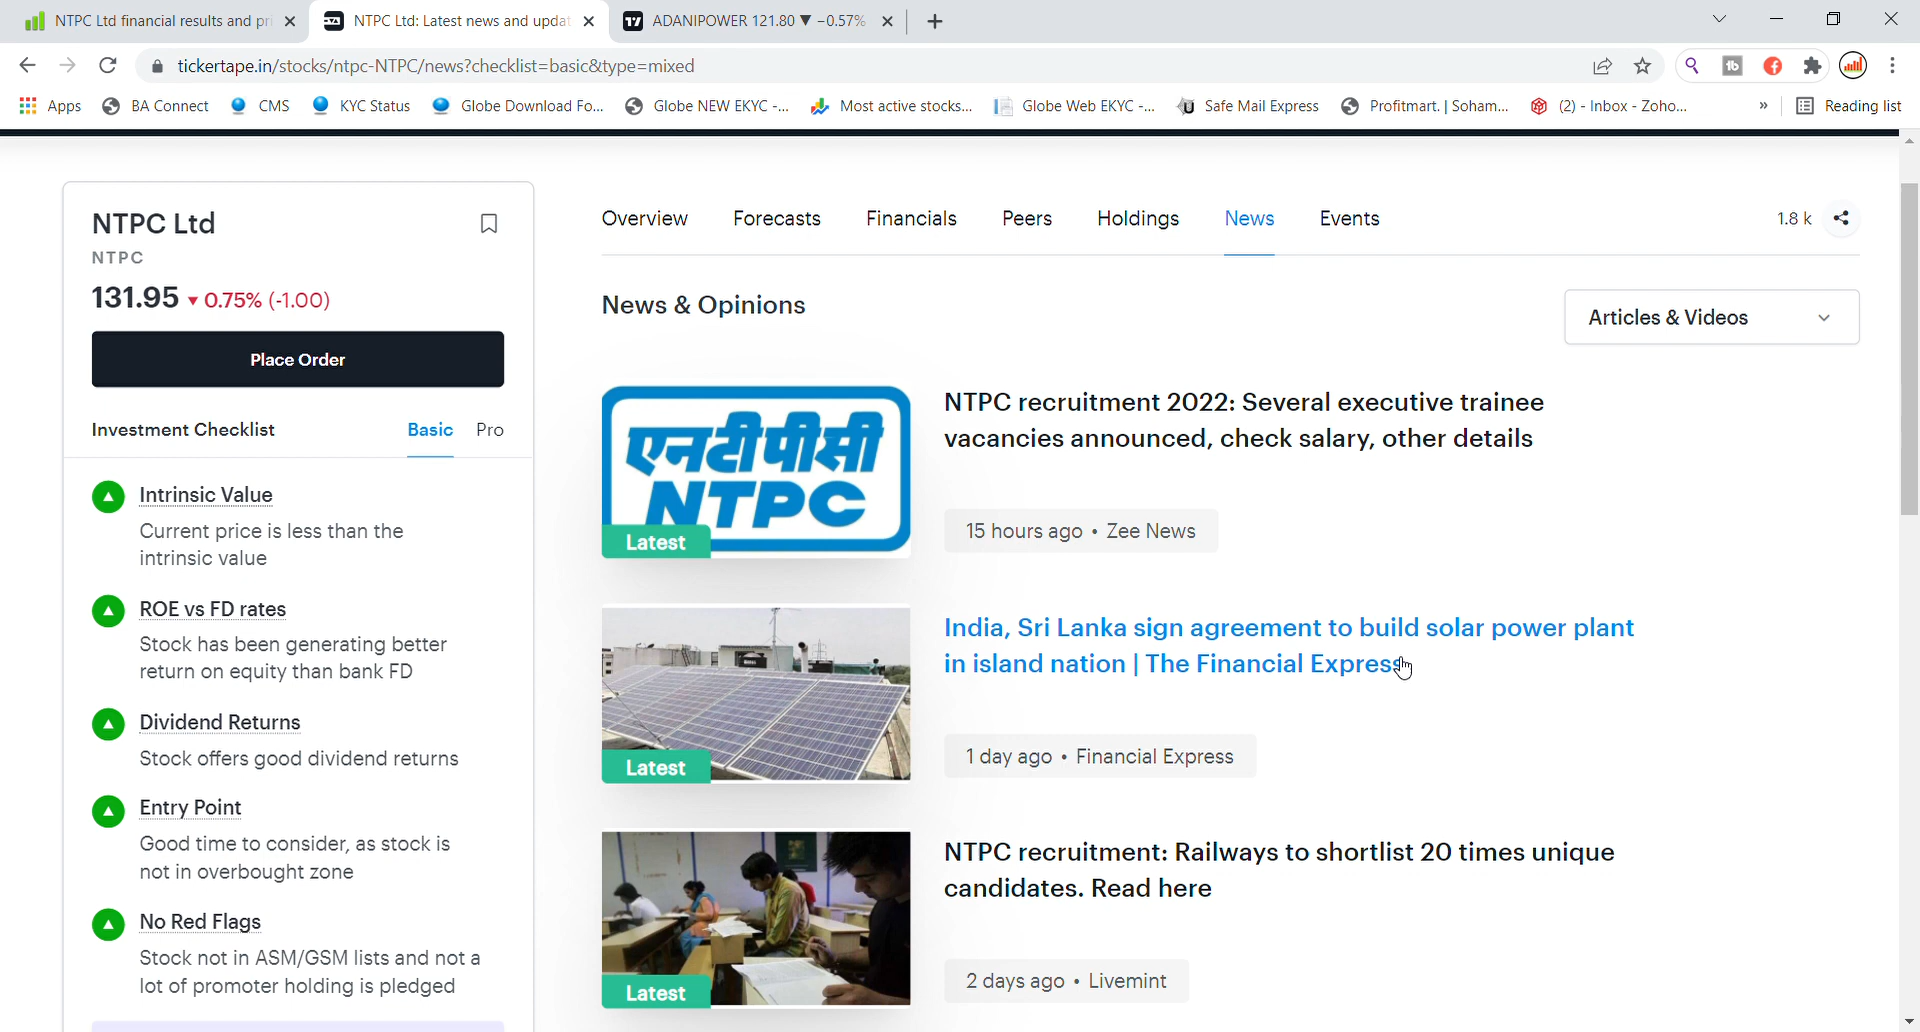 NTPC Ltd financial results and pri
NTPC Ltd: Latest news and updat
ADANIPOWER 121.80 ▼ −0.57%
tickertape.in/stocks/ntpc-NTPC/news?checklist=basic&type=mixed
Apps BA Connect CMS KYC Status Globe Download Fo... Globe NEW EKYC -... Most active stocks... Globe Web EKYC -... Safe Mail Express Profitmart. | Soham... (2) - Inbox - Zoho... » Reading list
NTPC Ltd
NTPC
131.95 ▼ 0.75% (-1.00)
Place Order
Investment Checklist Basic Pro
Intrinsic Value
Current price is less than the
intrinsic value
ROE vs FD rates
Stock has been generating better
return on equity than bank FD
Dividend Returns
Stock offers good dividend returns
Entry Point
Good time to consider, as stock is
not in overbought zone
No Red Flags
Stock not in ASM/GSM lists and not a
lot of promoter holding is pledged
Overview Forecasts Financials Peers Holdings News Events 1.8 k
News & Opinions
Articles & Videos
एनटीपीसी
NTPC
Latest
NTPC recruitment 2022: Several executive trainee
vacancies announced, check salary, other details
15 hours ago • Zee News
Latest
India, Sri Lanka sign agreement to build solar power plant
in island nation | The Financial Express
1 day ago • Financial Express
Latest
NTPC recruitment: Railways to shortlist 20 times unique
candidates. Read here
2 days ago • Livemint